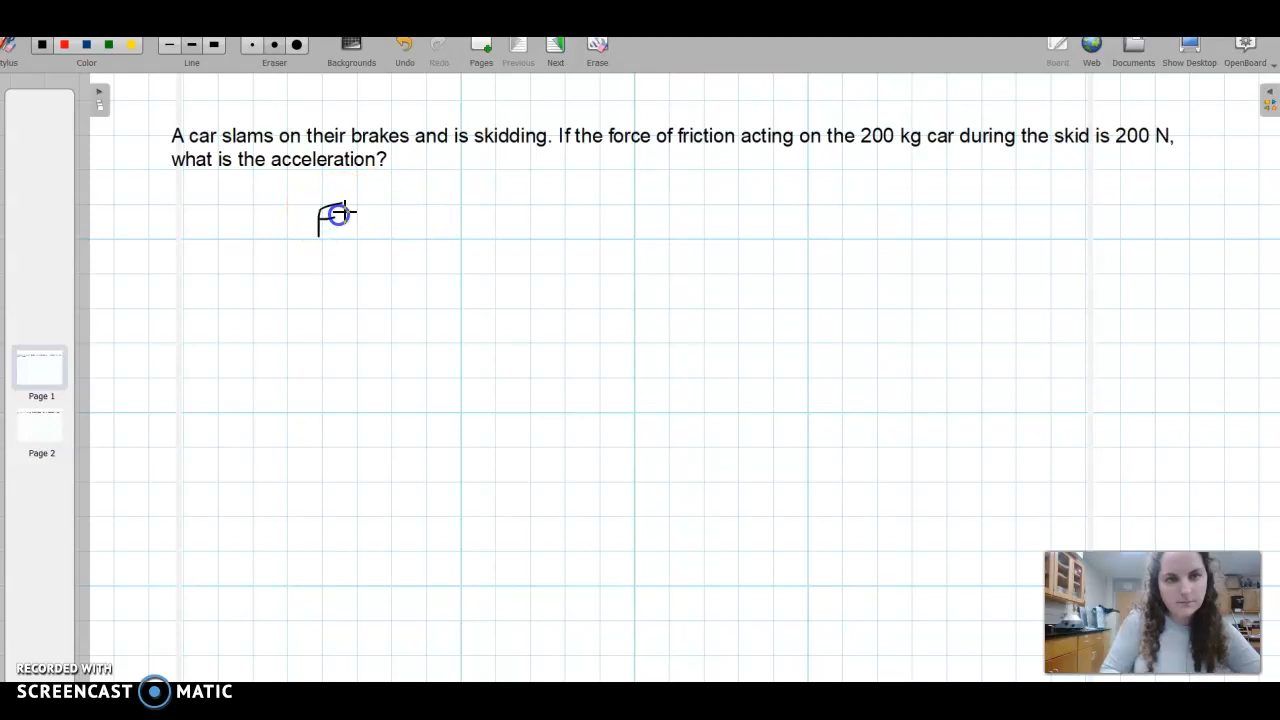 tylus
Color
Line
Eraser
Backgrounds
Undo
Redo
Pages
Previous
Next
Erase
Board
Web
Documents
Show Desktop
OpenBoard
A car slams on their brakes and is skidding. If the force of friction acting on the 200 kg car during the skid is 200 N,
what is the acceleration?
F
Page 1
Page 2
RECORDED WITH
SCREENCAST MATIC